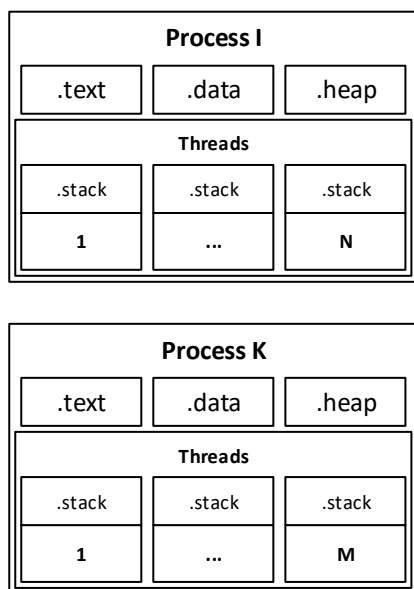 Process I
.text .data .heap
Threads
.stack .stack .stack
1 ... N
Process K
.text .data .heap
Threads
.stack .stack .stack
1 ... M